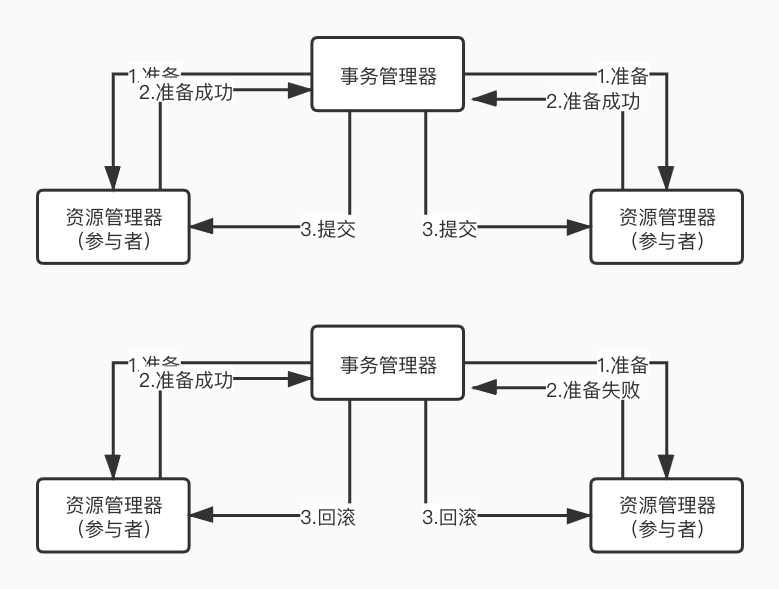 事务管理器
1.准备
1.准备
2.准备成功
2.准备成功
资源管理器
(参与者)
3.提交
3.提交
资源管理器
(参与者)
事务管理器
1.准备
1.准备
2.准备成功
2.准备失败
资源管理器
(参与者)
3.回滚
3.回滚
资源管理器
(参与者)